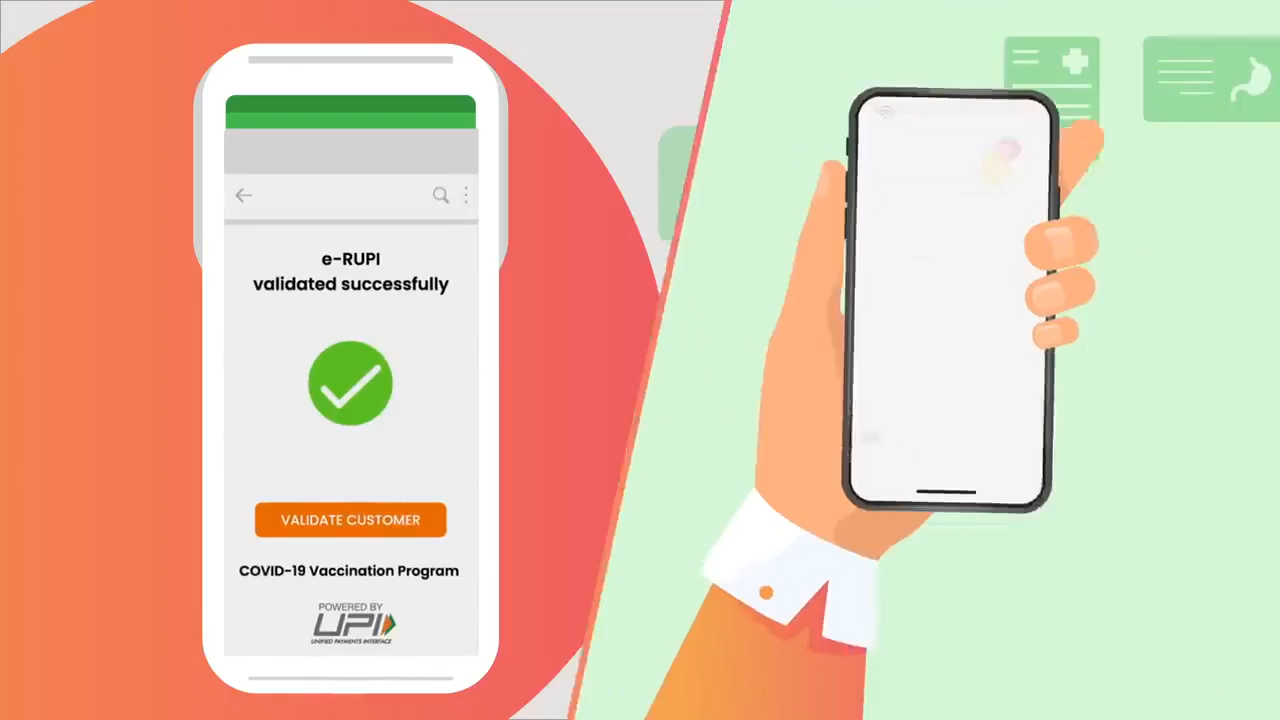 e-RUPI
validated successfully
VALIDATE CUSTOMER
COVID-19 Vaccination Program
POWERED BY
UPI
UNIFIED PAYMENTS INTERFACE